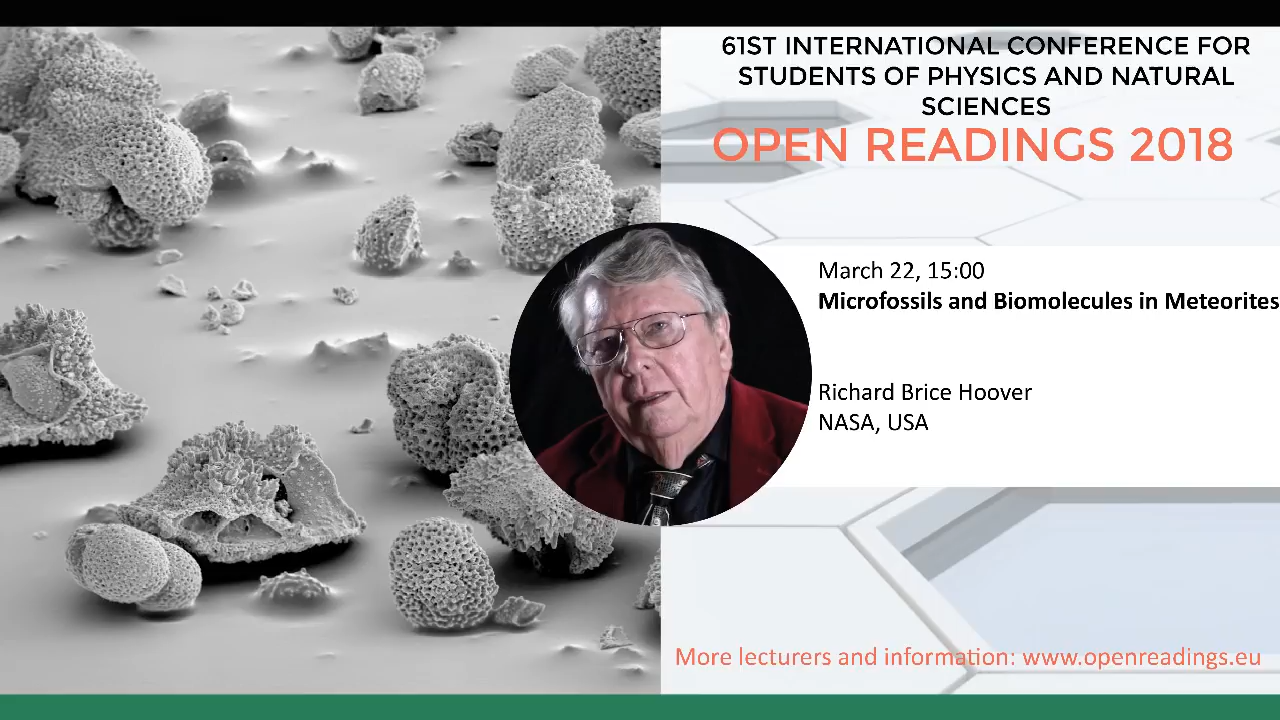 61ST INTERNATIONAL CONFERENCE FOR
STUDENTS OF PHYSICS AND NATURAL
SCIENCES
OPEN READINGS 2018
March 22, 15:00
Microfossils and Biomolecules in Meteorites
Richard Brice Hoover
NASA, USA
More lecturers and information: www.openreadings.eu